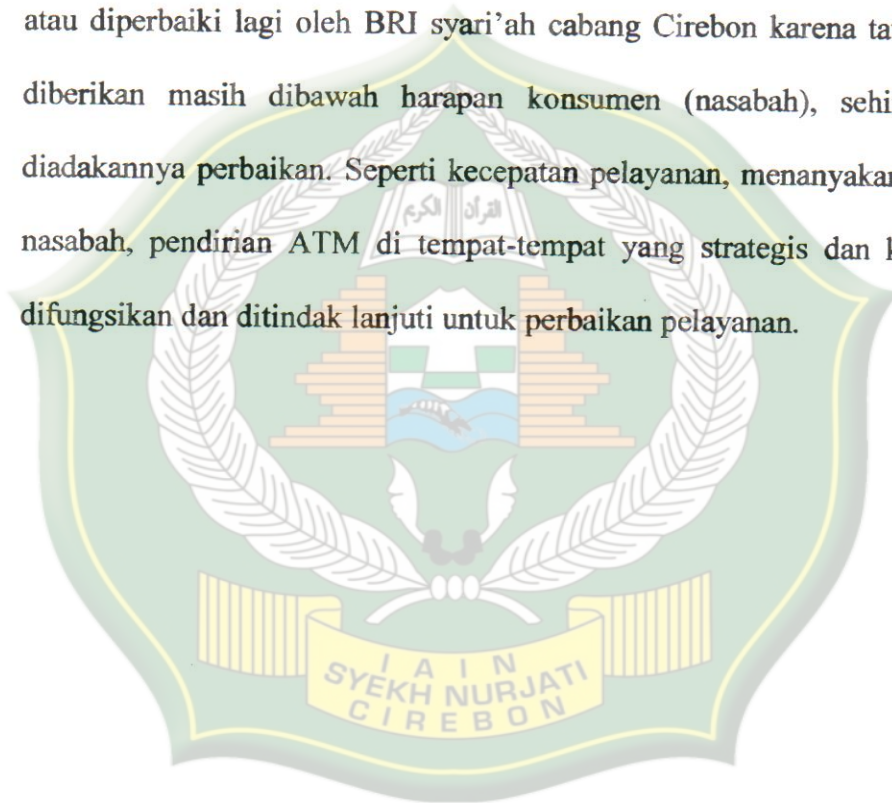 atau diperbaiki lagi oleh BRI syari'ah cabang Cirebon karena
diberikan masih dibawah harapan konsumen (nasabah),
diadakannya perbaikan. Seperti kecepatan pelayanan,
nasabah, pendirian ATM di tempat-tempat yang strategis dan
difungsikan dan ditindak lanjuti untuk perbaikan pelayanan.
القرآن الكريم
IAIN
SYEKH NURJATI
CIREBON